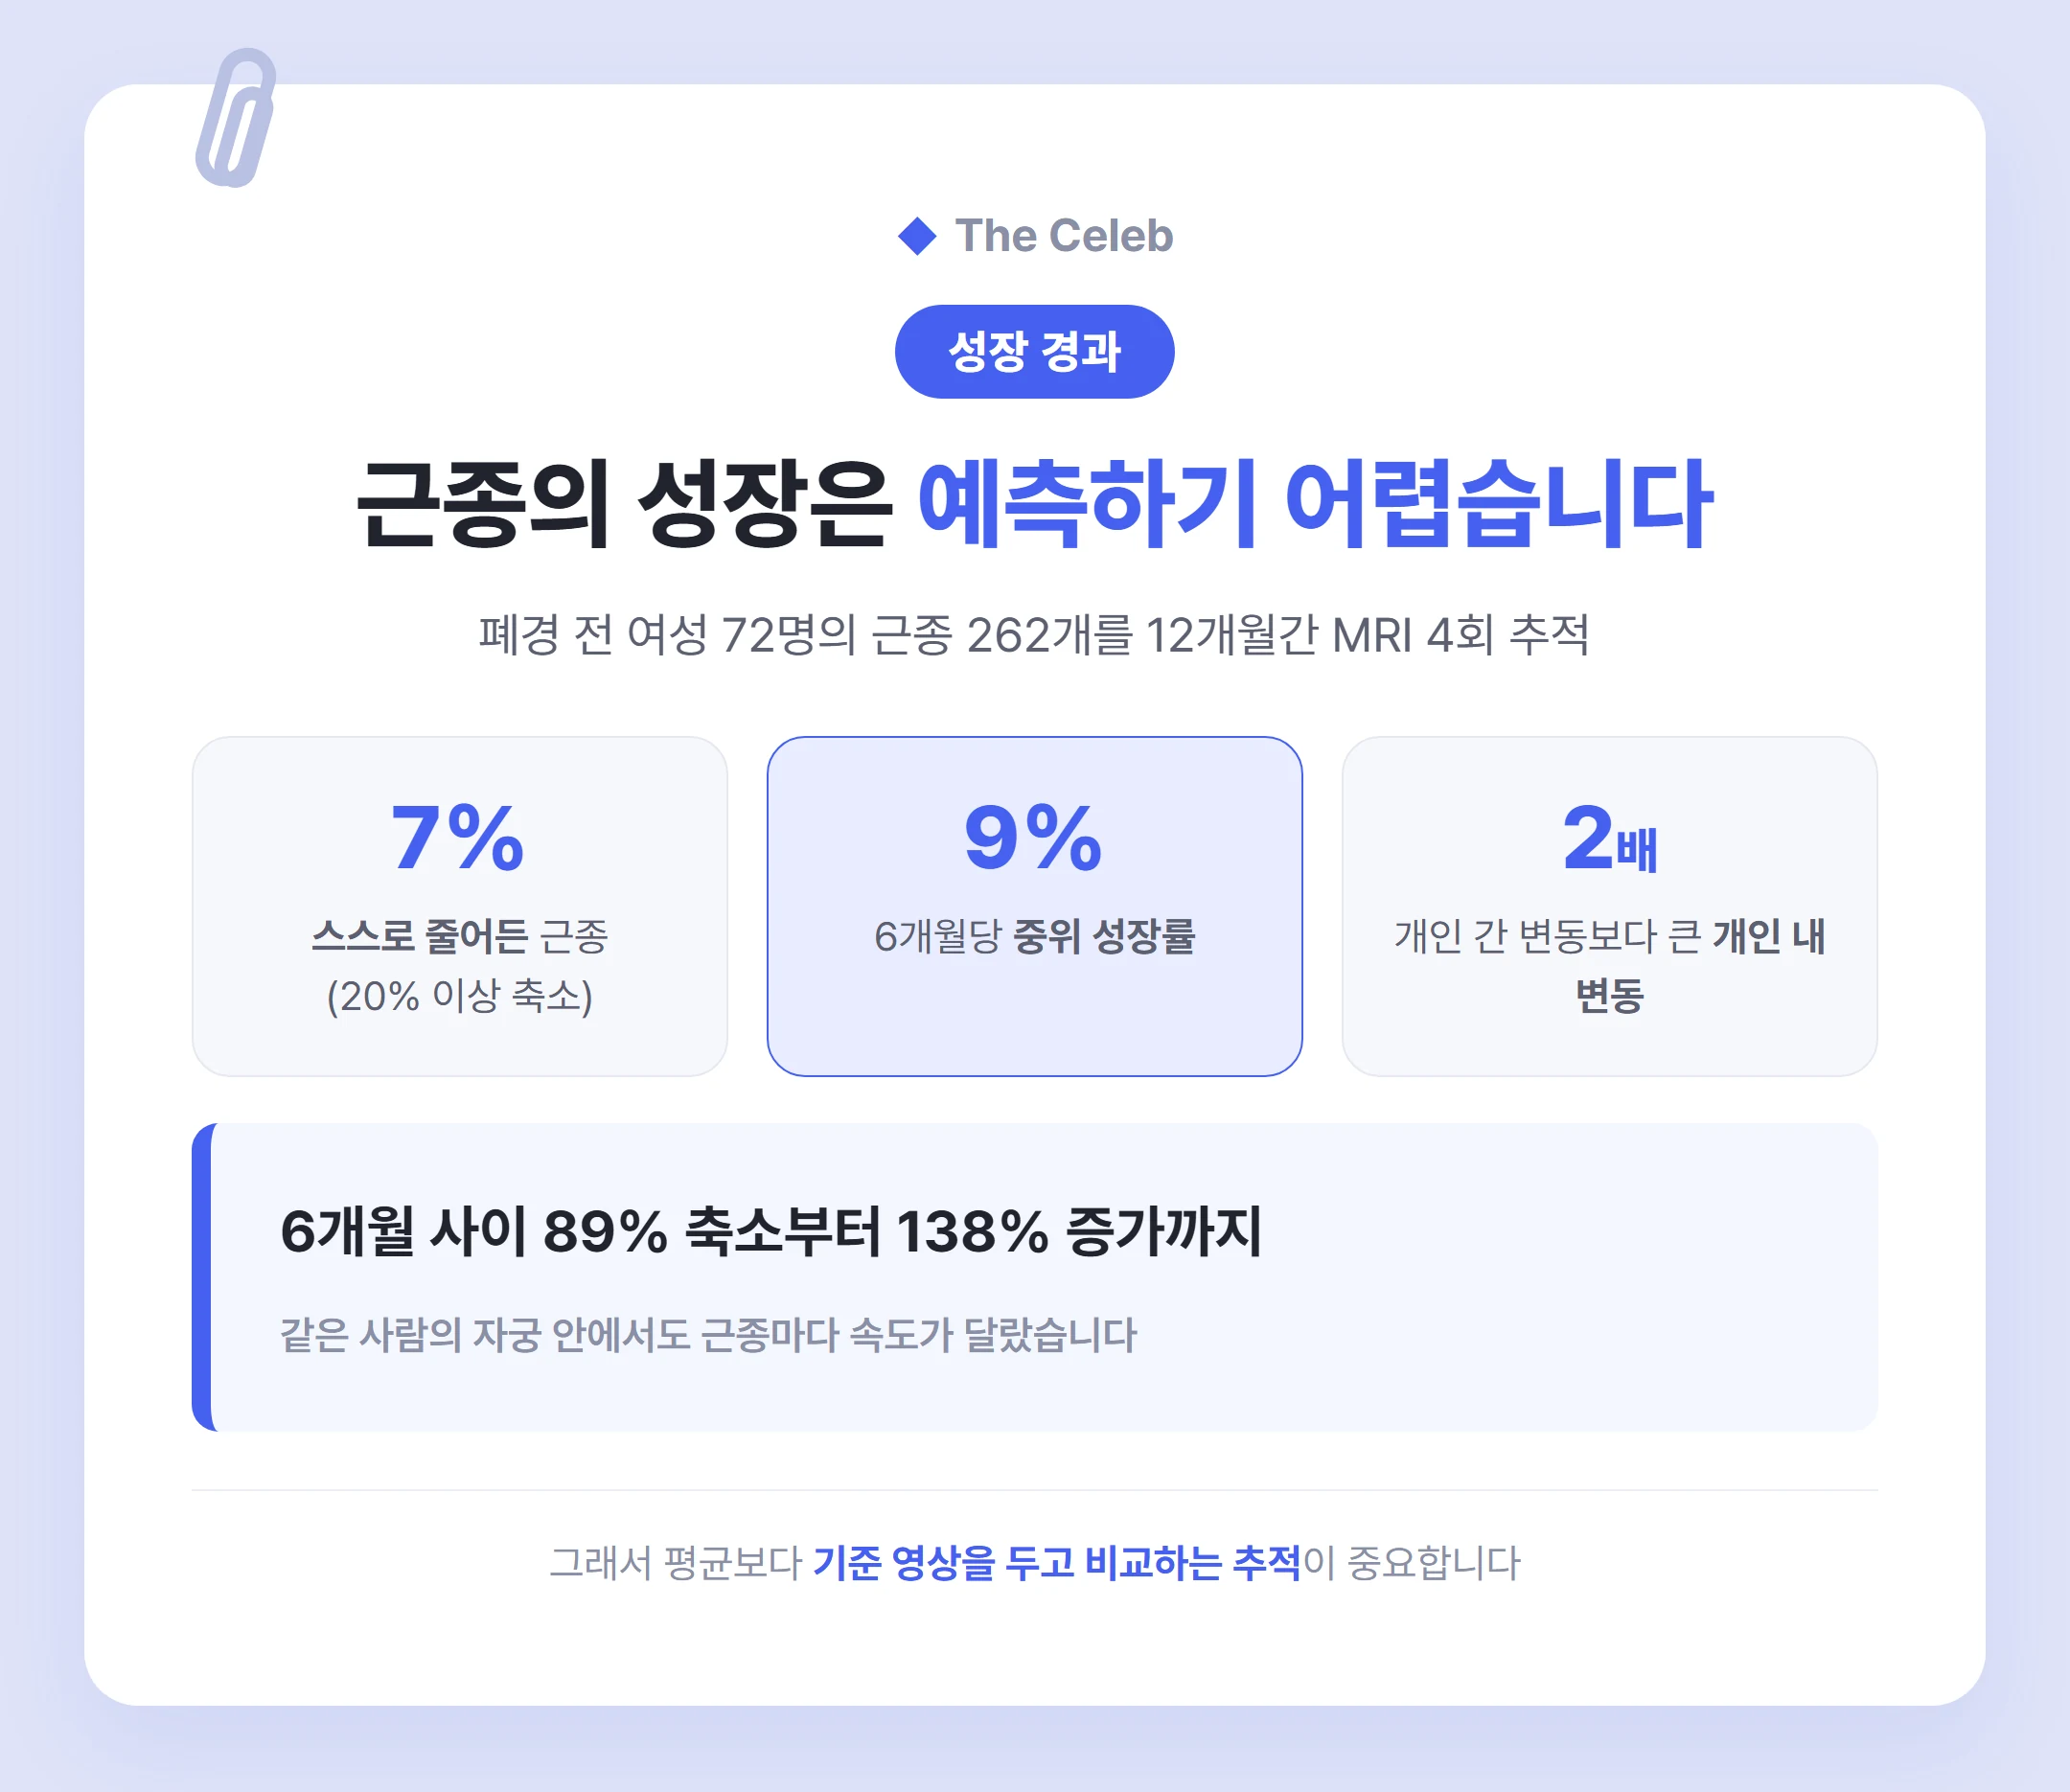 The Celeb
성장 경과
근종의 성장은 예측하기 어렵습니다
폐경 전 여성 72명의 근종 262개를 12개월간 MRI 4회 추적
7%
스스로 줄어든 근종
(20% 이상 축소)
9%
6개월당 중위 성장률
2배
개인 간 변동보다 큰 개인 내
변동
6개월 사이 89% 축소부터 138% 증가까지
같은 사람의 자궁 안에서도 근종마다 속도가 달랐습니다
그래서 평균보다 기준 영상을 두고 비교하는 추적이 중요합니다